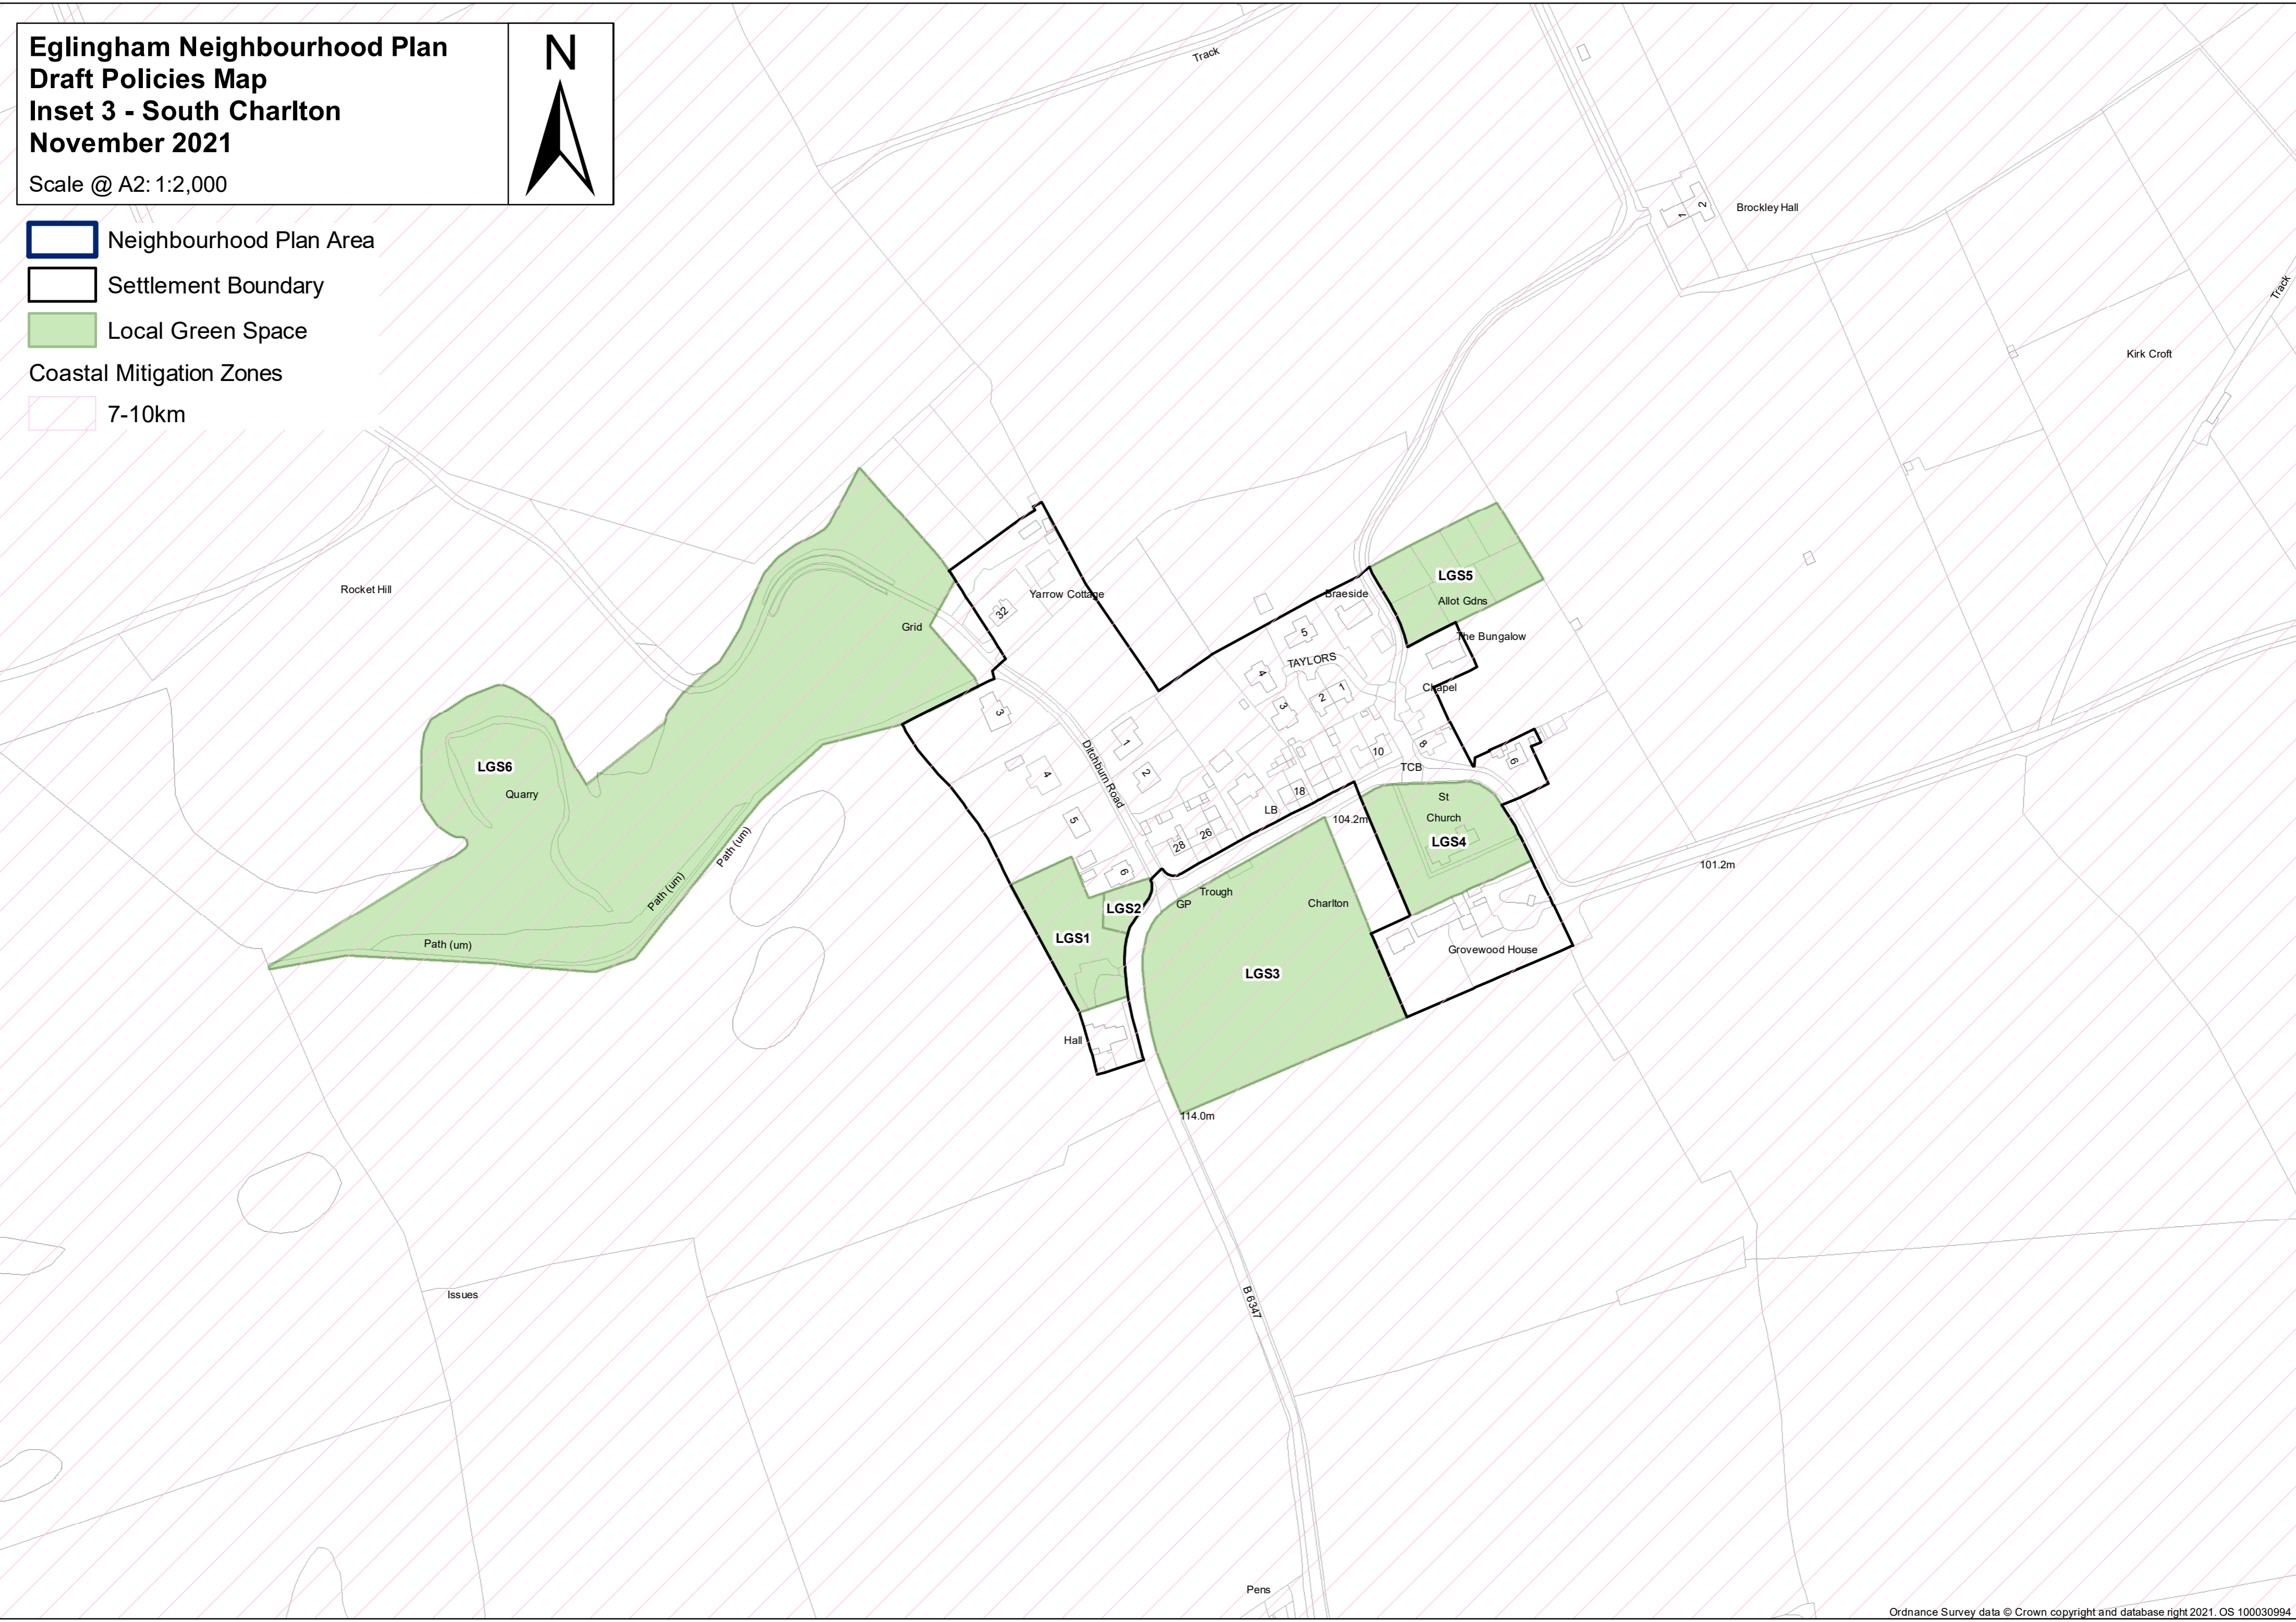 Eglingham Neighbourhood Plan
Draft Policies Map
Inset 3 - South Charlton
November 2021
Scale @ A2: 1:2,000
N
Neighbourhood Plan Area
Settlement Boundary
Local Green Space
Coastal Mitigation Zones
7-10km
Track
1
2
Brockley Hall
Track
Kirk Croft
Rocket Hill
Grid
32
Yarrow Cottage
Braeside
LGS5
Allot Gdns
The Bungalow
5
TAYLORS
4
3
2
1
Chapel
3
1
2
4
5
6
Ditchburn Road
10
8
TCB
6
18
LB
26
28
104.2m
St
Church
LGS4
101.2m
LGS6
Quarry
Path (um)
Path (um)
Path (um)
LGS2
LGS1
GP
Trough
Charlton
LGS3
Grovewood House
Hall
114.0m
Issues
B 6347
Pens
Ordnance Survey data © Crown copyright and database right 2021. OS 100030994